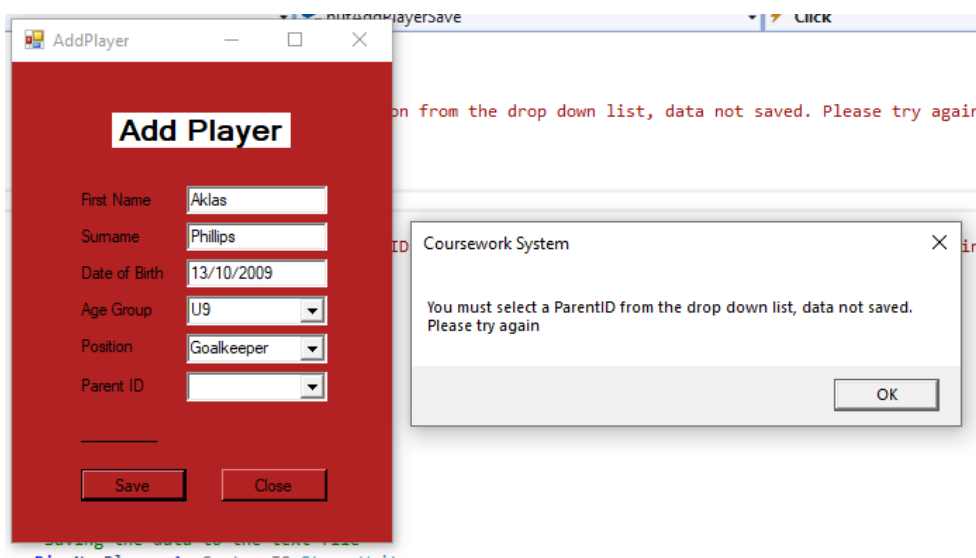 butAddPlayerSave
Click
AddPlayer
on from the drop down list, data not saved. Please try again
Add Player
First Name
Aklas
Surname
Phillips
ID
Coursework System
Date of Birth
13/10/2009
Age Group
U9
You must select a ParentID from the drop down list, data not saved.
Please try again
Position
Goalkeeper
Parent ID
OK
Save
Close